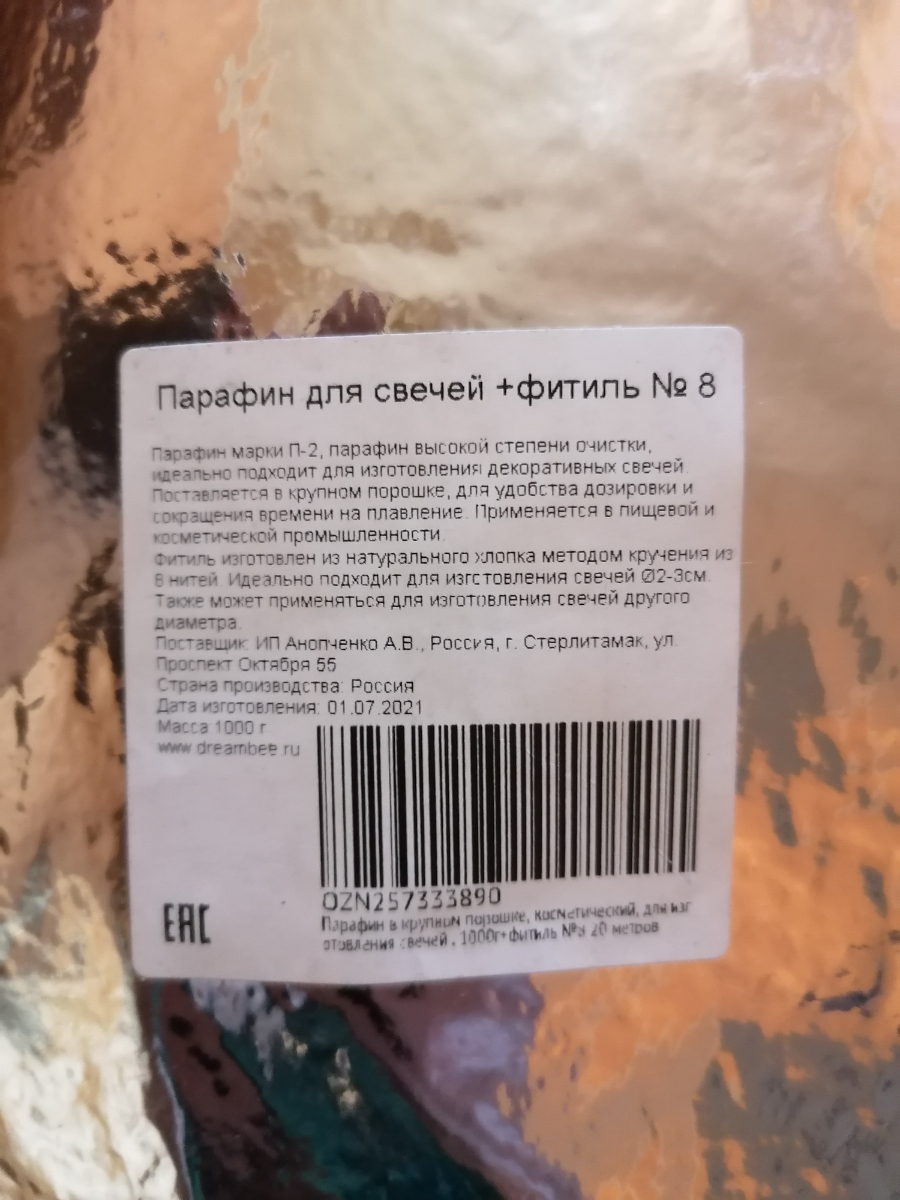 Парафин для свечей +фитиль № 8
Парафин марки П-2, парафин высокой степени очистки,
идеально подходит для изготовления декоративных свечей.
Поставляется в крупном порошке, для удобства дозировки и
сокращения времени на плавление. Применяется в пищевой и
косметической промышленности.
Фитиль изготовлен из натурального хлопка методом кручения из
8 нитей. Идеально подходит для изготовления свечей Ø2-3см.
Также может применяться для изготовления свечей другого
диаметра.
Поставщик: ИП Анопченко А.В., Россия, г. Стерлитамак, ул.
Проспект Октября 55
Страна производства: Россия
Дата изготовления: 01.07.2021
Масса 1000 г
www.dreambee.ru
OZN257333890
Парафин в крупном порошке, косметический, для изг
отовления свечей , 1000г+фитиль №8 20 метров
EAC